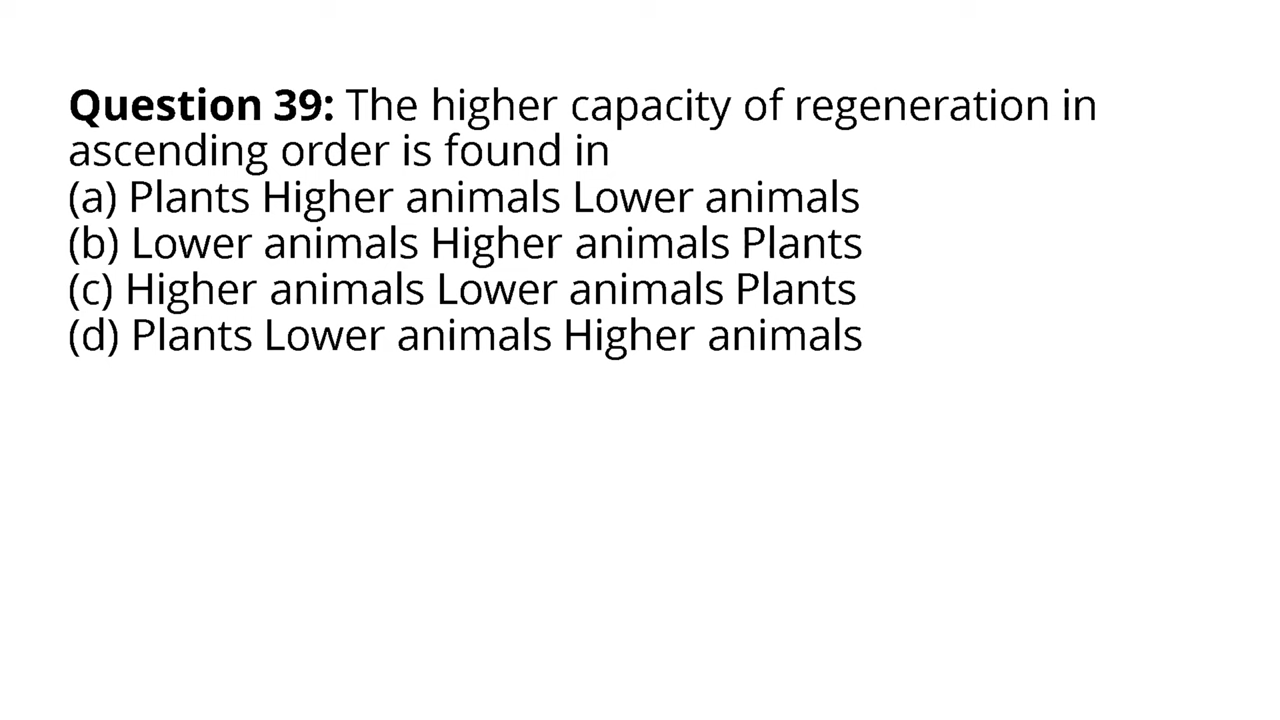 Question 39: The higher capacity of regeneration in
ascending order is found in
(a) Plants Higher animals Lower animals
(b) Lower animals Higher animals Plants
(c) Higher animals Lower animals Plants
(d) Plants Lower animals Higher animals